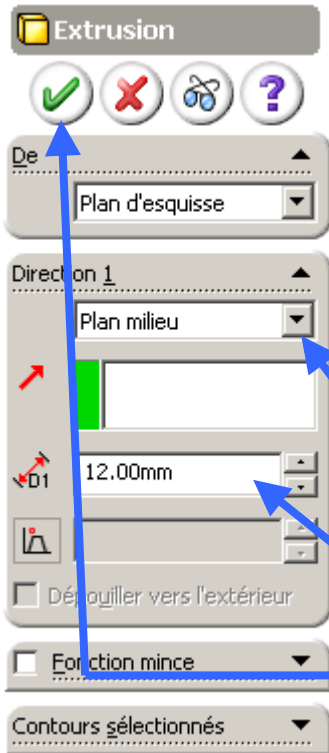 Extrusion
?
De
Plan d'esquisse
Direction 1
Plan milieu
D1
12.00mm
Dépouiller vers l'extérieur
Fonction mince
Contours sélectionnés